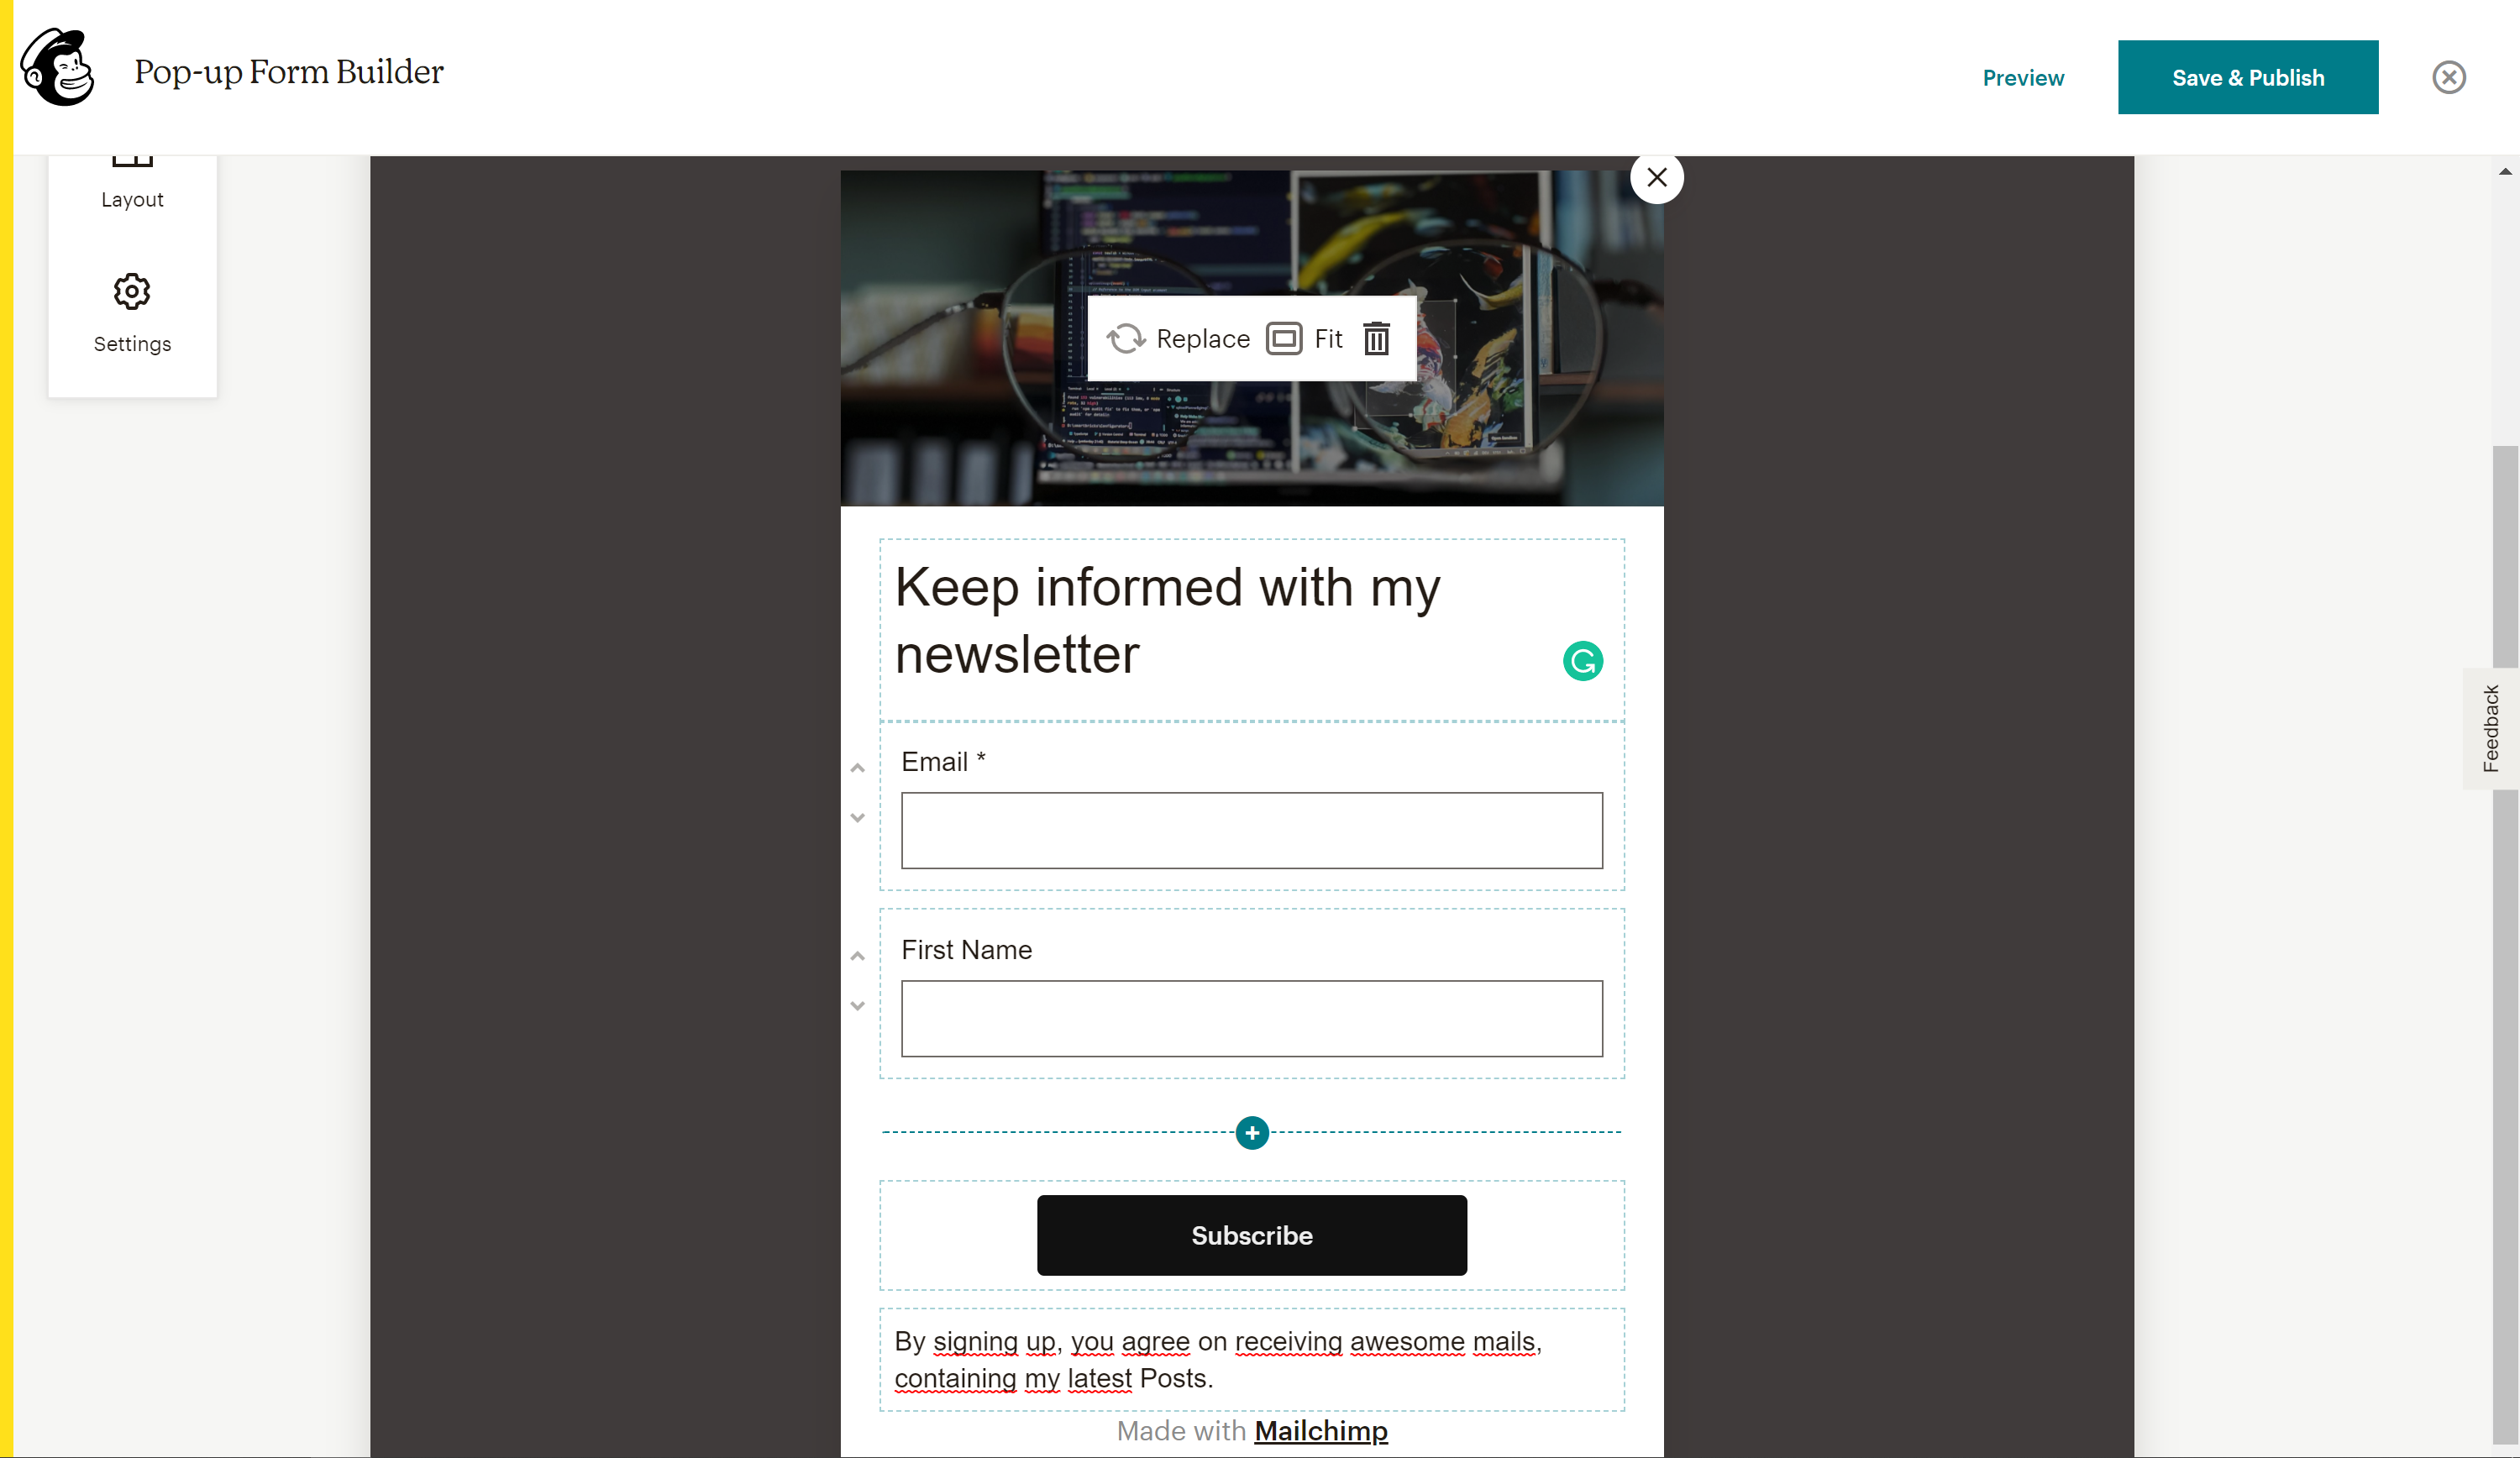 Pop-up Form Builder
Preview
Save & Publish
Layout
Settings
Replace
Fit
Keep informed with my
newsletter
Email *
First Name
Subscribe
By signing up, you agree on receiving awesome mails,
containing my latest Posts.
Made with Mailchimp
Feedback